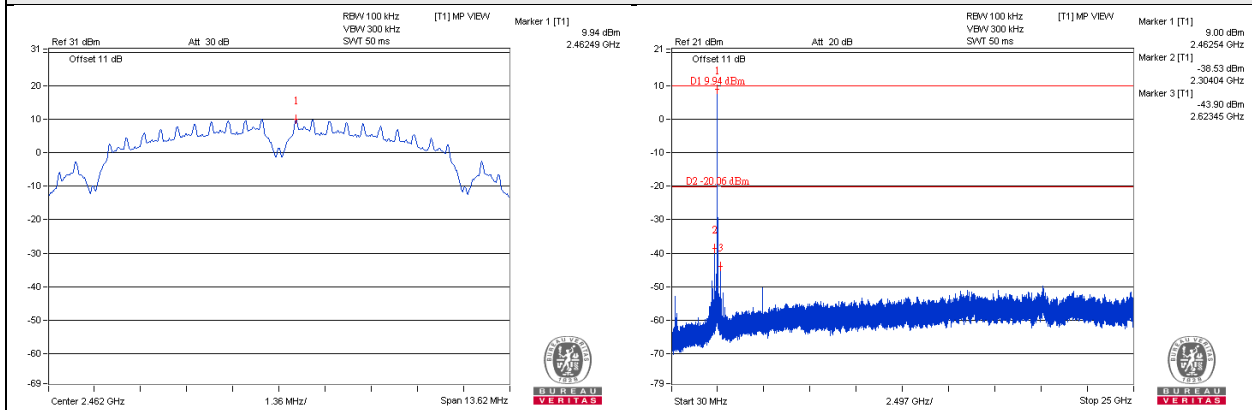 RBW 100 kHz [T1] MP VIEW
VBW 300 kHz
Ref 31 dBm Att 30 dB SWT 50 ms
Marker 1 [T1]
9.94 dBm
2.46249 GHz
Offset 11 dB
31
20
10
0
-10
-20
-30
-40
-50
-60
-69
1
Center 2.462 GHz 1.36 MHz/ Span 13.62 MHz
1828
BUREAU
VERITAS
RBW 100 kHz [T1] MP VIEW
VBW 300 kHz
Ref 21 dBm Att 20 dB SWT 50 ms
Marker 1 [T1]
9.00 dBm
2.46254 GHz
Marker 2 [T1]
-38.53 dBm
2.30404 GHz
Marker 3 [T1]
-43.90 dBm
2.62345 GHz
Offset 11 dB
21
10
0
-10
-20
-30
-40
-50
-60
-70
-79
1
D1 9.94 dBm
D2 -20.06 dBm
2
3
Start 30 MHz 2.497 GHz/ Stop 25 GHz
1828
BUREAU
VERITAS